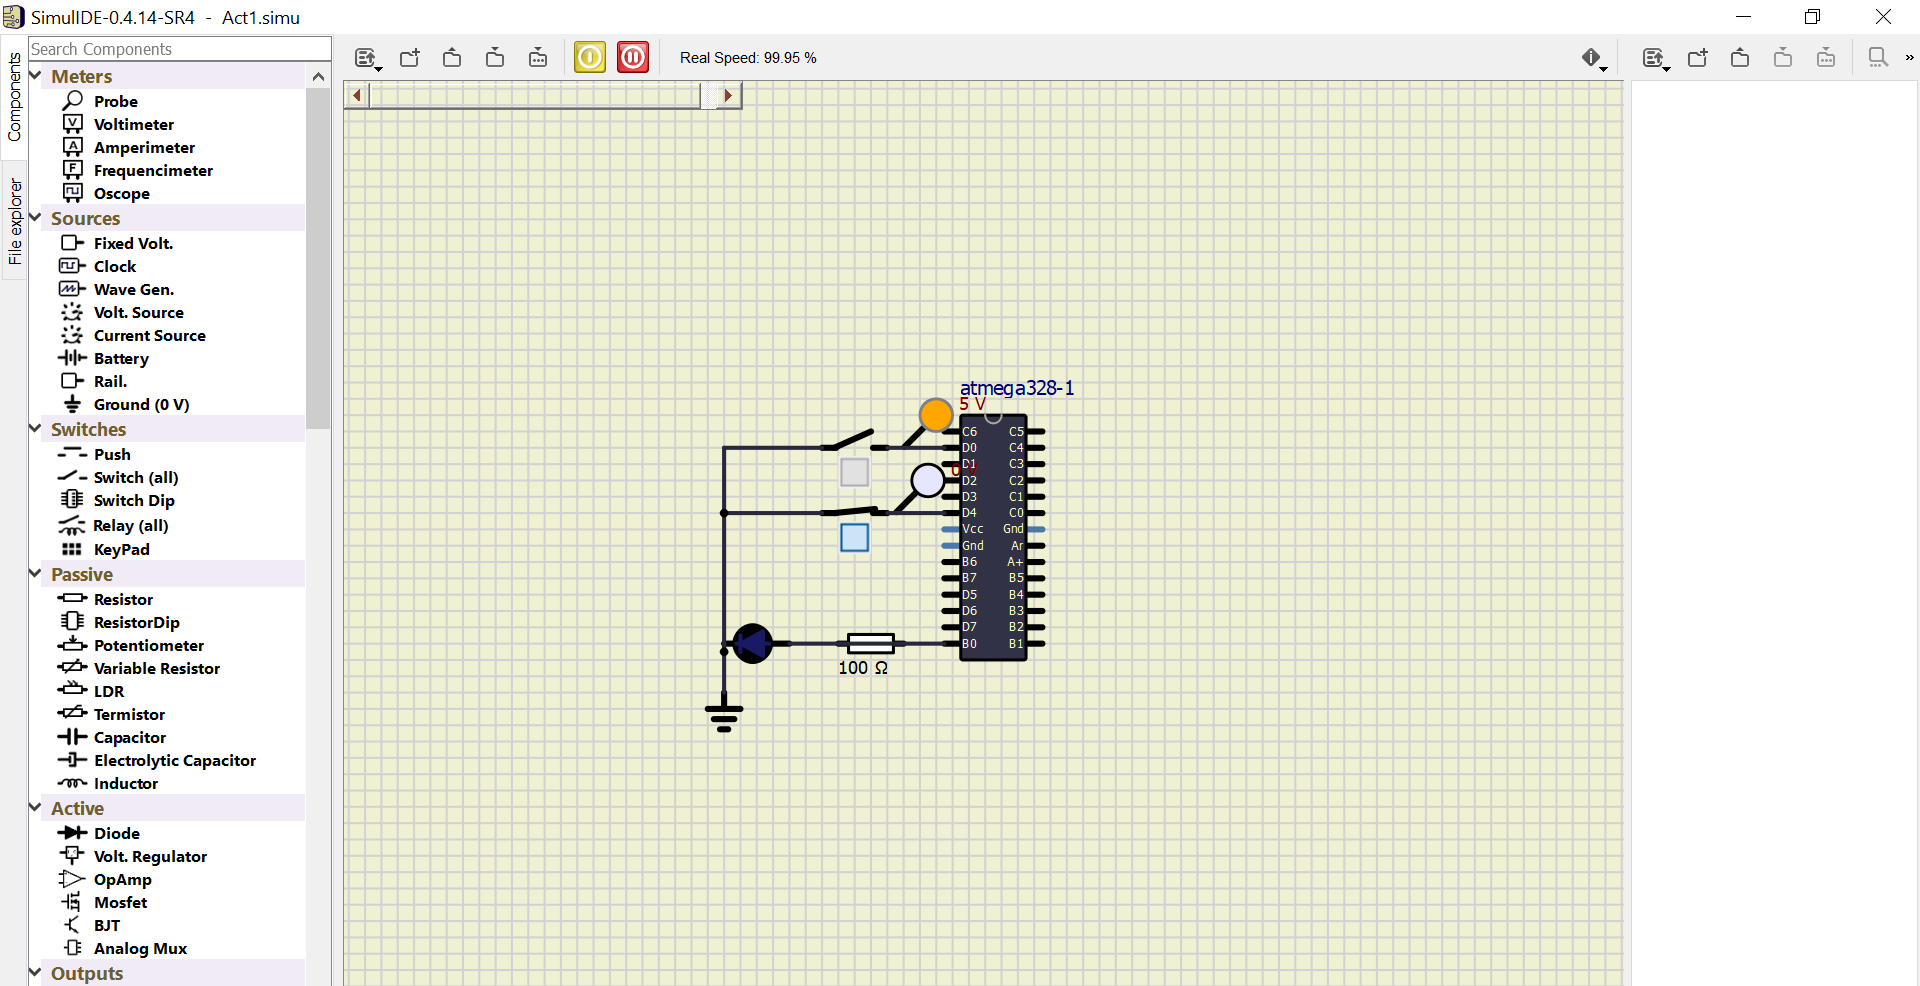 SimulIDE-0.4.14-SR4 - Act1.simu
Components
File explorer
Search Components
Meters
Probe
Voltimeter
Amperimeter
Frequencimeter
Oscope
Sources
Fixed Volt.
Clock
Wave Gen.
Volt. Source
Current Source
Battery
Rail.
Ground (0 V)
Switches
Push
Switch (all)
Switch Dip
Relay (all)
KeyPad
Passive
Resistor
ResistorDip
Potentiometer
Variable Resistor
LDR
Termistor
Capacitor
Electrolytic Capacitor
Inductor
Active
Diode
Volt. Regulator
OpAmp
Mosfet
BJT
Analog Mux
Outputs
Real Speed: 99.95 %
»
atmega328-1
5 V
C6 C5
D0 C4
D1 C3
D2 C2
D3 C1
D4 C0
Vcc Gnd
Gnd Ar
B6 A+
B7 B5
D5 B4
D6 B3
D7 B2
B0 B1
100 Ω